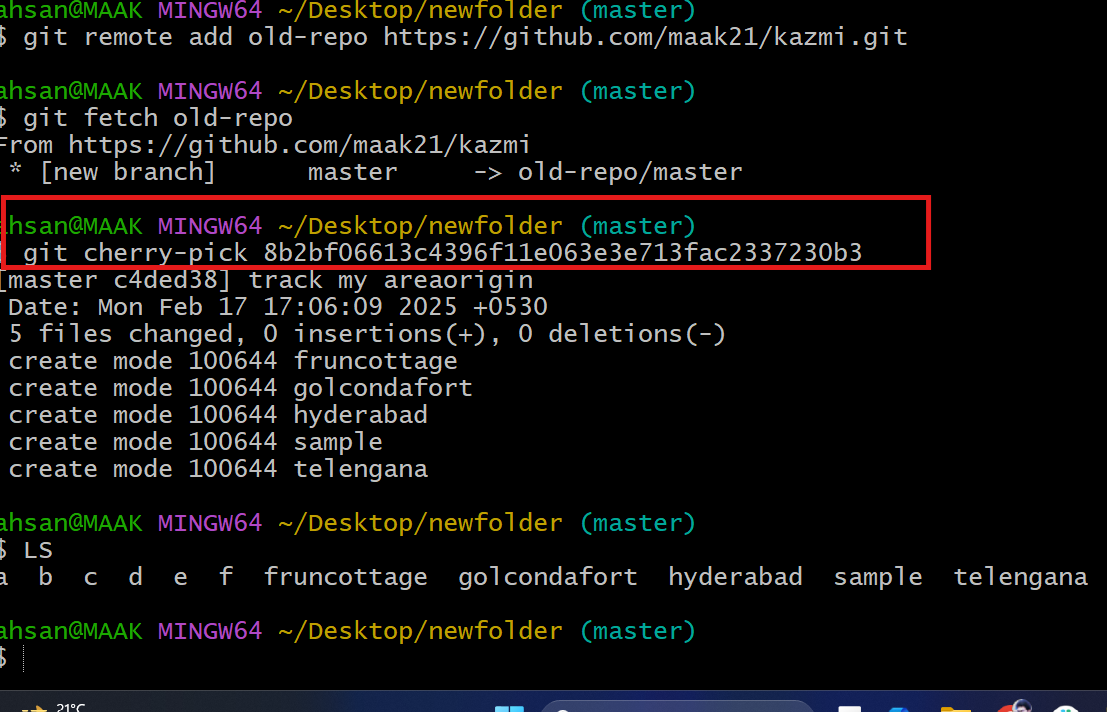 ahsan@MAAK MINGW64 ~/Desktop/newfolder (master)
$ git remote add old-repo https://github.com/maak21/kazmi.git
ahsan@MAAK MINGW64 ~/Desktop/newfolder (master)
$ git fetch old-repo
From https://github.com/maak21/kazmi
* [new branch] master -> old-repo/master
ahsan@MAAK MINGW64 ~/Desktop/newfolder (master)
git cherry-pick 8b2bf06613c4396f11e063e3e713fac2337230b3
[master c4ded38] track my areaorigin
Date: Mon Feb 17 17:06:09 2025 +0530
5 files changed, 0 insertions(+), 0 deletions(-)
create mode 100644 fruncottage
create mode 100644 golcondafort
create mode 100644 hyderabad
create mode 100644 sample
create mode 100644 telengana
ahsan@MAAK MINGW64 ~/Desktop/newfolder (master)
$ LS
a b c d e f fruncottage golcondafort hyderabad sample telengana
ahsan@MAAK MINGW64 ~/Desktop/newfolder (master)
$
21°C